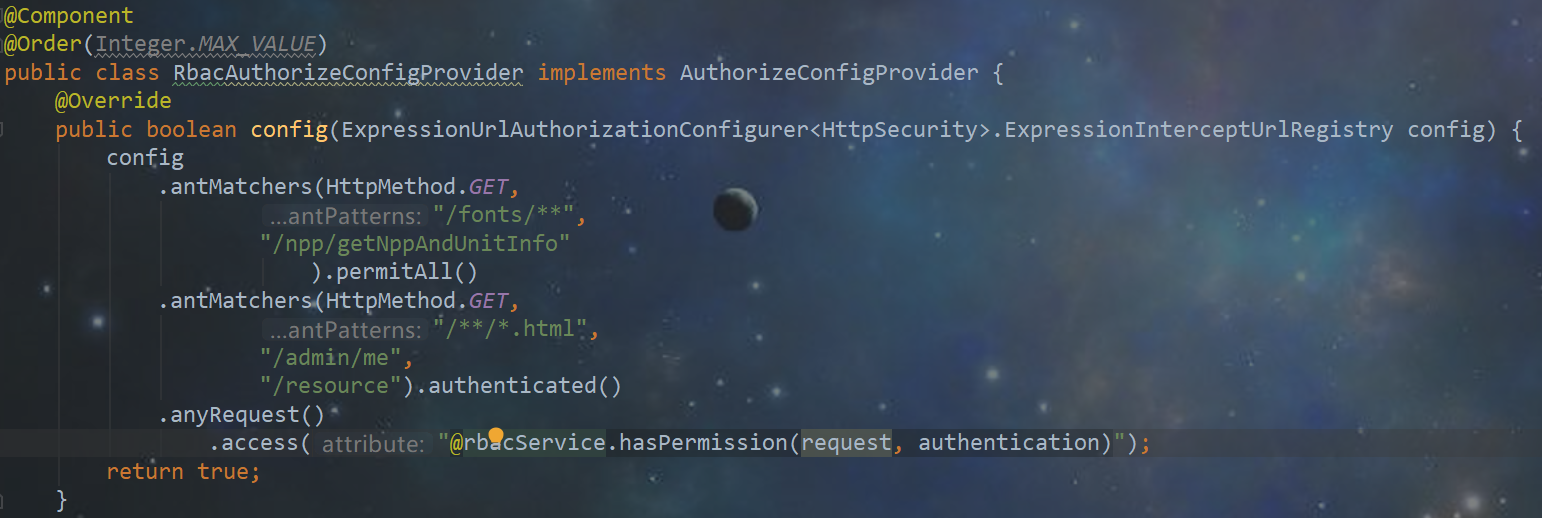 @Component
@Order(Integer.MAX_VALUE)
public class RbacAuthorizeConfigProvider implements AuthorizeConfigProvider {
@Override
public boolean config(ExpressionUrlAuthorizationConfigurer<HttpSecurity>.ExpressionInterceptUrlRegistry config) {
config
.antMatchers(HttpMethod.GET,
...antPatterns: "/fonts/**",
"/npp/getNppAndUnitInfo"
).permitAll()
.antMatchers(HttpMethod.GET,
...antPatterns: "/**/*.html",
"/admin/me",
"/resource").authenticated()
.anyRequest()
.access( attribute: "@rbacService.hasPermission(request, authentication)");
return true;
}